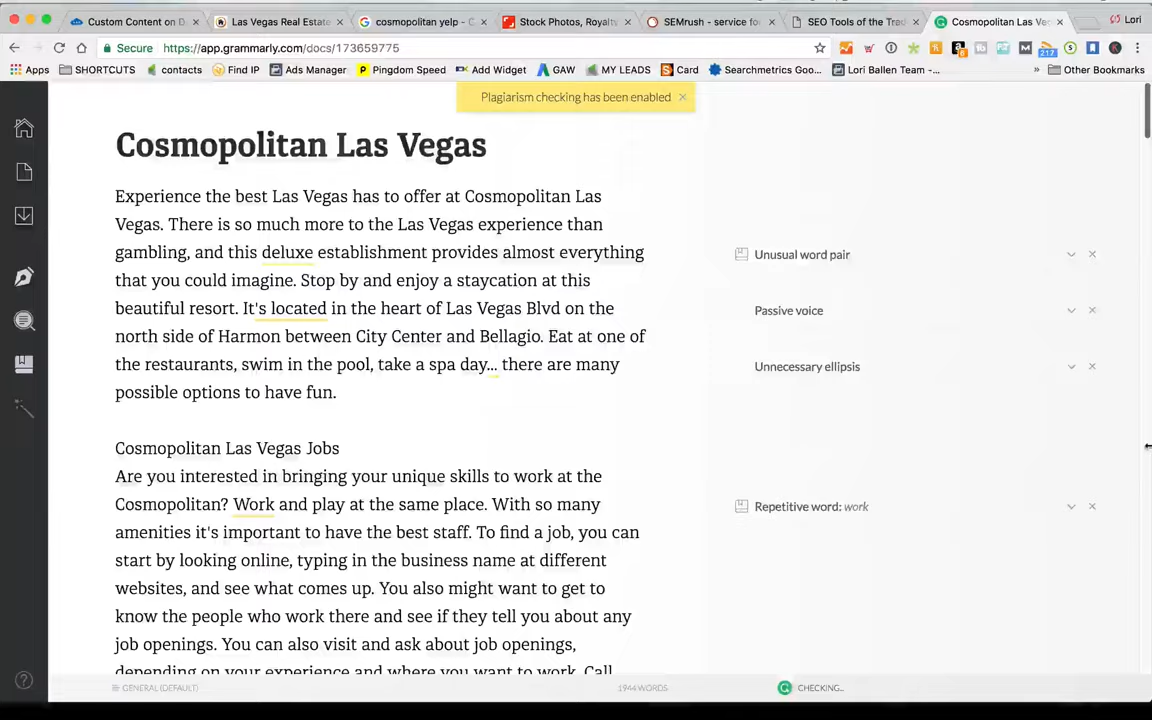 Custom Content on D
Las Vegas Real Estate
cosmopolitan yelp - C
Stock Photos, Royalty
SEMrush - service fo
SEO Tools of the Trad
Cosmopolitan Las Ve
Lori
Secure
https://app.grammarly.com/docs/173659775
217
Apps
SHORTCUTS
contacts
Find IP
Ads Manager
Pingdom Speed
Add Widget
GAW
MY LEADS
Card
Searchmetrics Goo...
Lori Ballen Team -...
»
Other Bookmarks
Plagiarism checking has been enabled
Cosmopolitan Las Vegas
Experience the best Las Vegas has to offer at Cosmopolitan Las
Vegas. There is so much more to the Las Vegas experience than
gambling, and this deluxe establishment provides almost everything
that you could imagine. Stop by and enjoy a staycation at this
beautiful resort. It's located in the heart of Las Vegas Blvd on the
north side of Harmon between City Center and Bellagio. Eat at one of
the restaurants, swim in the pool, take a spa day... there are many
possible options to have fun.
Unusual word pair
Passive voice
Unnecessary ellipsis
Cosmopolitan Las Vegas Jobs
Are you interested in bringing your unique skills to work at the
Cosmopolitan? Work and play at the same place. With so many
amenities it's important to have the best staff. To find a job, you can
start by looking online, typing in the business name at different
websites, and see what comes up. You also might want to get to
know the people who work there and see if they tell you about any
job openings. You can also visit and ask about job openings,
depending on your experience and where you want to work. Call
Repetitive word: work
GENERAL (DEFAULT)
1944 WORDS
CHECKING...